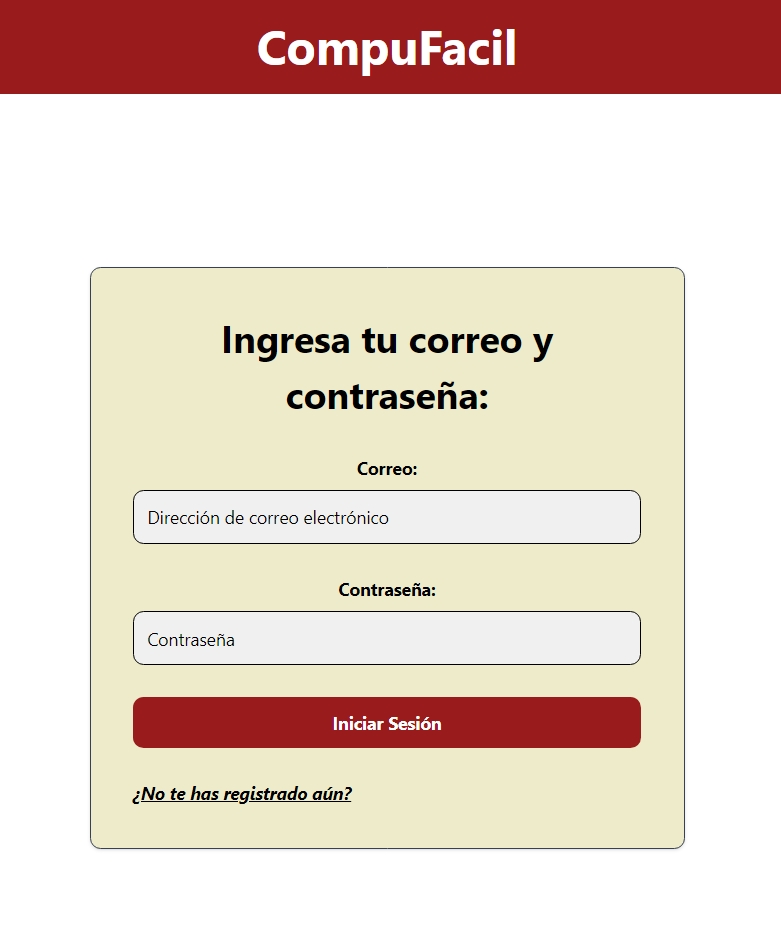 CompuFacil
Ingresa tu correo y
contraseña:
Correo:
Dirección de correo electrónico
Contraseña:
Contraseña
Iniciar Sesión
¿No te has registrado aún?